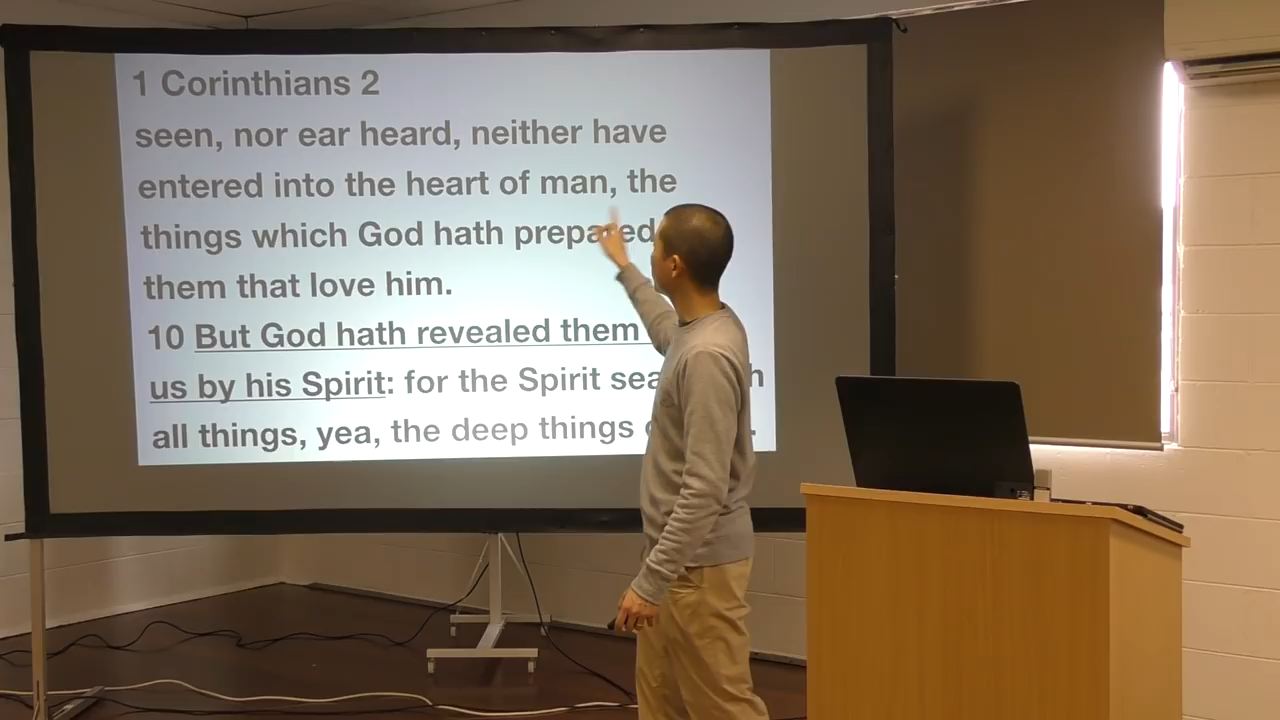 1 Corinthians 2
seen, nor ear heard, neither have
entered into the heart of man, the
things which God hath prepared
them that love him.
10 But God hath revealed them
us by his Spirit: for the Spirit
all things, yea, the deep things